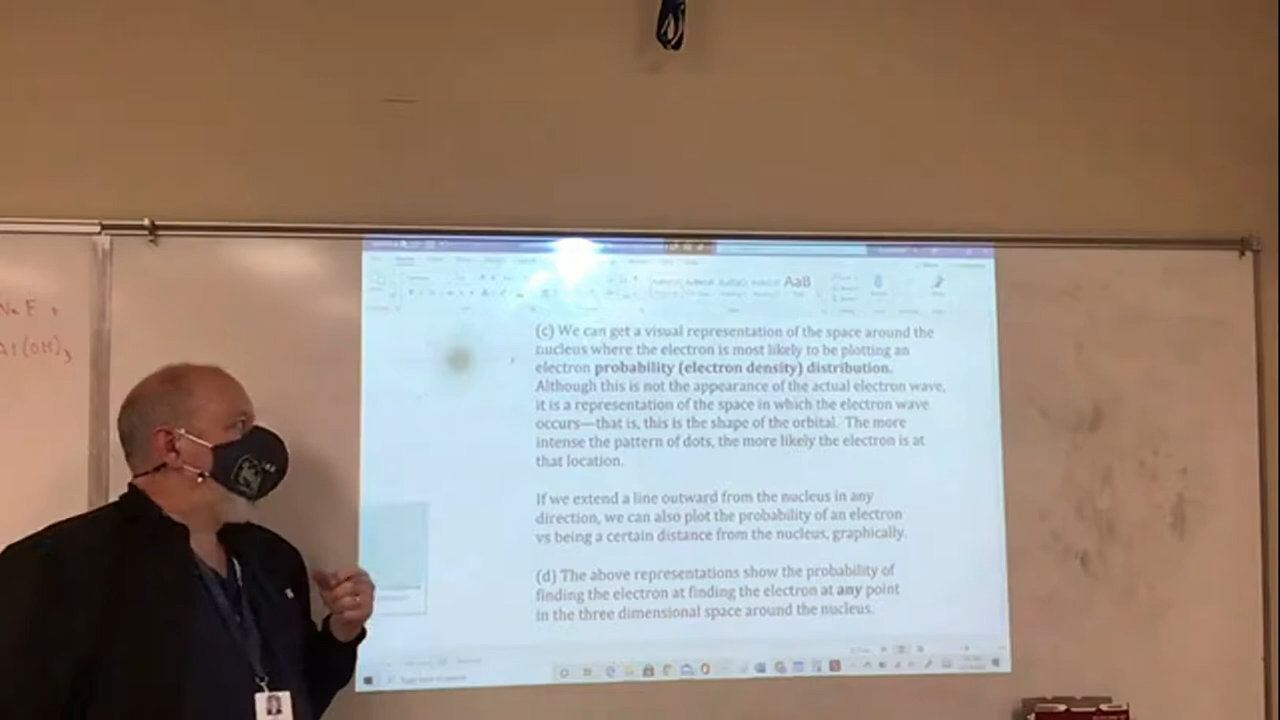 AaB
(c) We can get a visual representation of the space around the
nucleus where the electron is most likely to be plotting an
electron probability (electron density) distribution.
Although this is not the appearance of the actual electron wave,
it is a representation of the space in which the electron wave
occurs—that is, this is the shape of the orbital. The more
intense the pattern of dots, the more likely the electron is at
that location.
If we extend a line outward from the nucleus in any
direction, we can also plot the probability of an electron
vs being a certain distance from the nucleus, graphically.
(d) The above representations show the probability of
finding the electron at finding the electron at any point
in the three dimensional space around the nucleus.